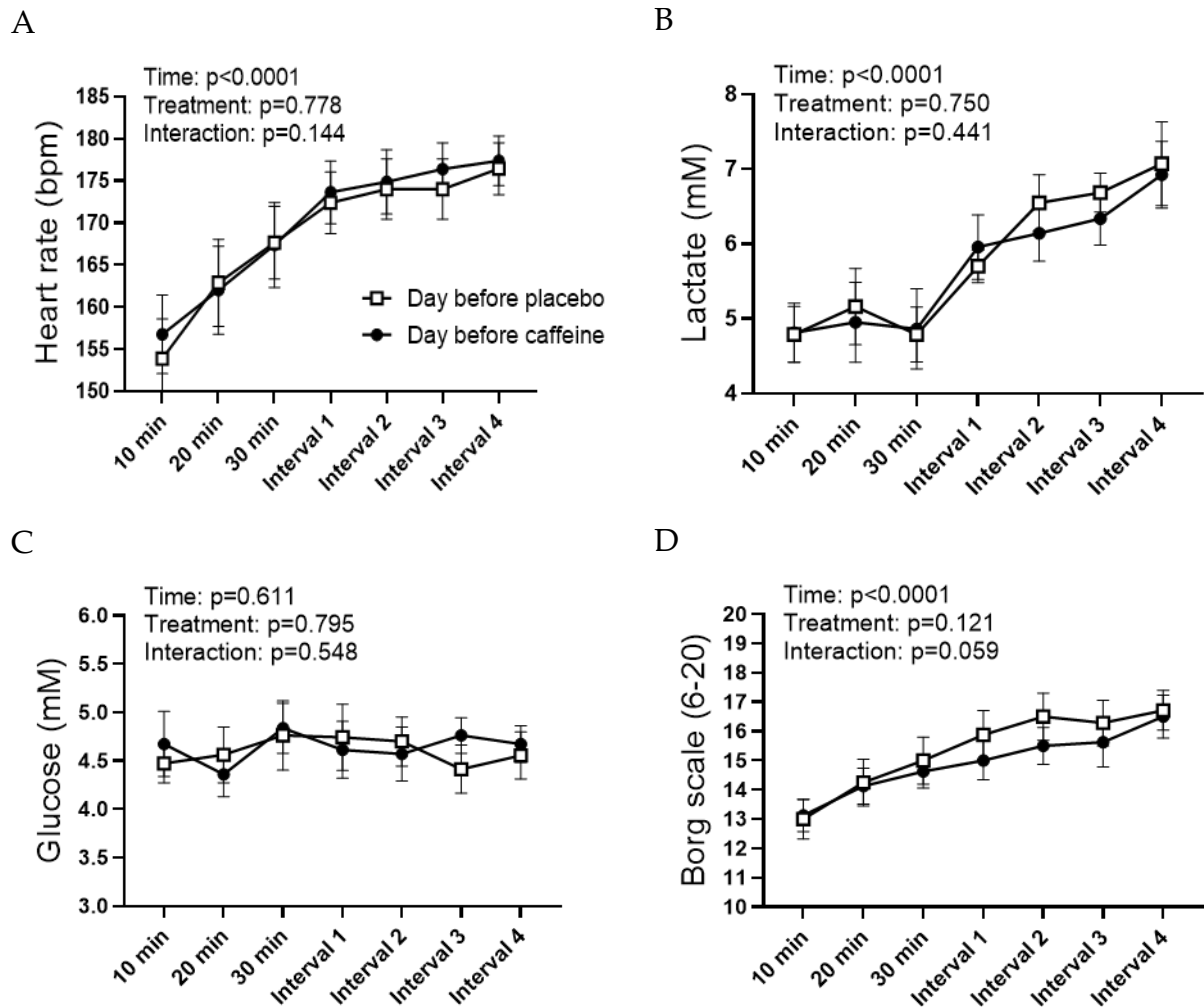 A
Time: p<0.0001
Treatment: p=0.778
Interaction: p=0.144
Heart rate (bpm)
185
180
175
170
165
160
155
150
Day before placebo
Day before caffeine
10 min
20 min
30 min
Interval 1
Interval 2
Interval 3
Interval 4
B
Time: p<0.0001
Treatment: p=0.750
Interaction: p=0.441
Lactate (mM)
8
7
6
5
4
10 min
20 min
30 min
Interval 1
Interval 2
Interval 3
Interval 4
C
Time: p=0.611
Treatment: p=0.795
Interaction: p=0.548
Glucose (mM)
6.0
5.5
5.0
4.5
4.0
3.5
3.0
10 min
20 min
30 min
Interval 1
Interval 2
Interval 3
Interval 4
D
Time: p<0.0001
Treatment: p=0.121
Interaction: p=0.059
Borg scale (6-20)
20
19
18
17
16
15
14
13
12
11
10
10 min
20 min
30 min
Interval 1
Interval 2
Interval 3
Interval 4